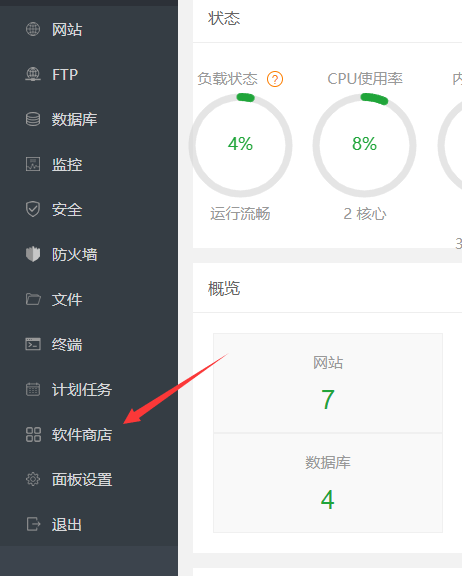 网站
FTP
数据库
监控
安全
防火墙
文件
终端
计划任务
软件商店
面板设置
退出
状态
负载状态 ? CPU使用率 内
4% 8%
运行流畅 2 核心
3
概览
网站
7
数据库
4